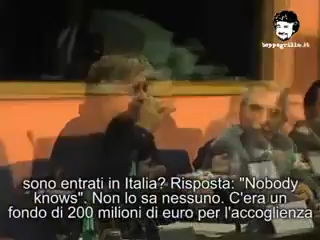 beppegrillo.it
sono entrati in Italia? Risposta: "Nobody
knows". Non lo sa nessuno. C'era un
fondo di 200 milioni di euro per l'accoglienza